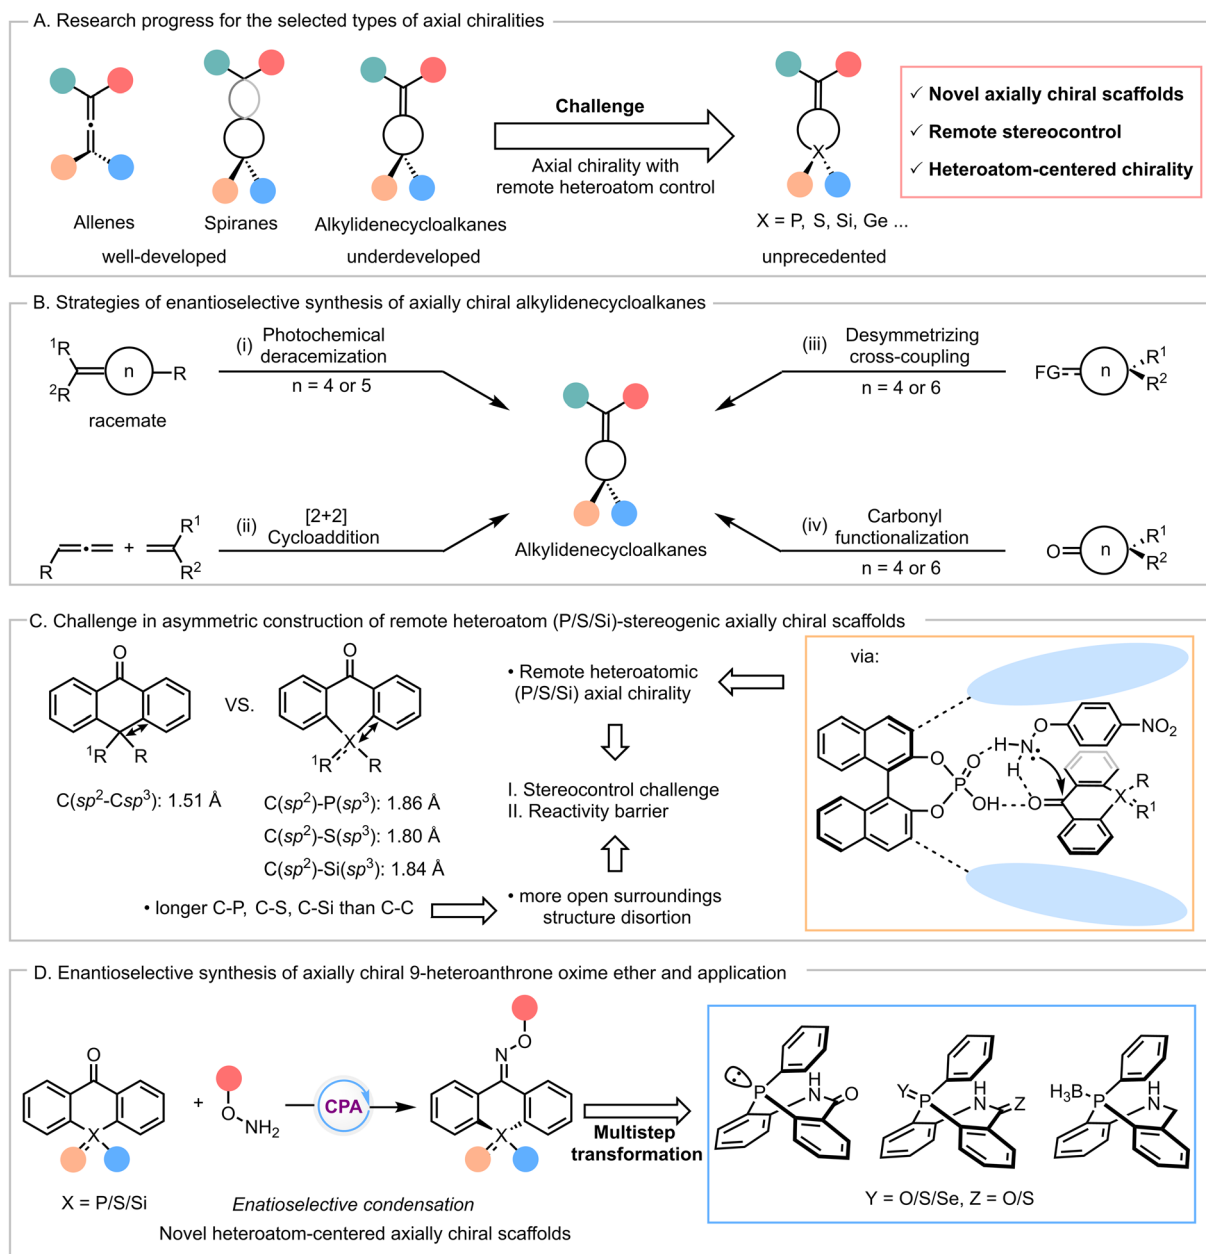 A. Research progress for the selected types of axial chiralities
Allenes
Spiranes
Alkylidenecycloalkanes
well-developed
underdeveloped
Challenge
Axial chirality with
remote heteroatom control
X
X = P, S, Si, Ge ...
unprecedented
✓ Novel axially chiral scaffolds
✓ Remote stereocontrol
✓ Heteroatom-centered chirality
B. Strategies of enantioselective synthesis of axially chiral alkylidenecycloalkanes
¹R
²R
n
R
racemate
(i)
Photochemical
deracemization
n = 4 or 5
R
+
R¹
R²
(ii)
[2+2]
Cycloaddition
Alkylidenecycloalkanes
(iii)
Desymmetrizing
cross-coupling
n = 4 or 6
FG
n
R¹
R²
(iv)
Carbonyl
functionalization
n = 4 or 6
O
n
R¹
R²
C. Challenge in asymmetric construction of remote heteroatom (P/S/Si)-stereogenic axially chiral scaffolds
O
¹R
R
C(sp²-Csp³): 1.51 Å
VS.
O
X
¹R
R
C(sp²)-P(sp³): 1.86 Å
C(sp²)-S(sp³): 1.80 Å
C(sp²)-Si(sp³): 1.84 Å
• longer C-P, C-S, C-Si than C-C
• Remote heteroatomic
(P/S/Si) axial chirality
I. Stereocontrol challenge
II. Reactivity barrier
• more open surroundings
structure disortion
via:
O
O
P
O
OH
H
N
H
O
NO₂
O
X
R
R¹
D. Enantioselective synthesis of axially chiral 9-heteroanthrone oxime ether and application
O
X
X = P/S/Si
+
O
NH₂
CPA
Enatioselective condensation
Novel heteroatom-centered axially chiral scaffolds
O
N
X
Multistep
transformation
P
H
N
O
Y
P
H
N
Z
H₃B
P
H
N
Y = O/S/Se, Z = O/S